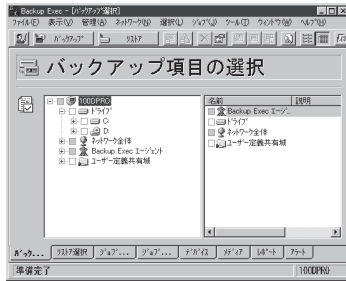 Backup Exec - [ﾊﾞｯｸｱｯﾌﾟ選択]
ﾌｧｲﾙ(F) 表示(V) 管理(A) ﾈｯﾄﾜｰｸ(N) 選択(L) ｼﾞｮﾌﾞ(J) ﾂｰﾙ(T) ｳｨﾝﾄﾞｳ(W) ﾍﾙﾌﾟ(H)
ﾊﾞｯｸｱｯﾌﾟ ﾘｽﾄｱ
バックアップ項目の選択
100DPRO
ﾄﾞﾗｲﾌﾞ
C:
D:
ﾈｯﾄﾜｰｸ全体
Backup Exec ｴｰｼﾞｪﾝﾄ
ﾕｰｻﾞｰ定義共有域
名前 説明
Backup Exec ｴｰｼﾞ...
ﾄﾞﾗｲﾌﾞ
ﾈｯﾄﾜｰｸ全体
ﾕｰｻﾞｰ定義共有域
ﾊﾞｯｸ... ﾘｽﾄｱ選択 ｼﾞｮﾌﾞ... ｼﾞｮﾌﾞ... ﾃﾞﾊﾞｲｽ ﾒﾃﾞｨｱ ﾚﾎﾟｰﾄ ｱﾗｰﾄ
準備完了 100DPRO